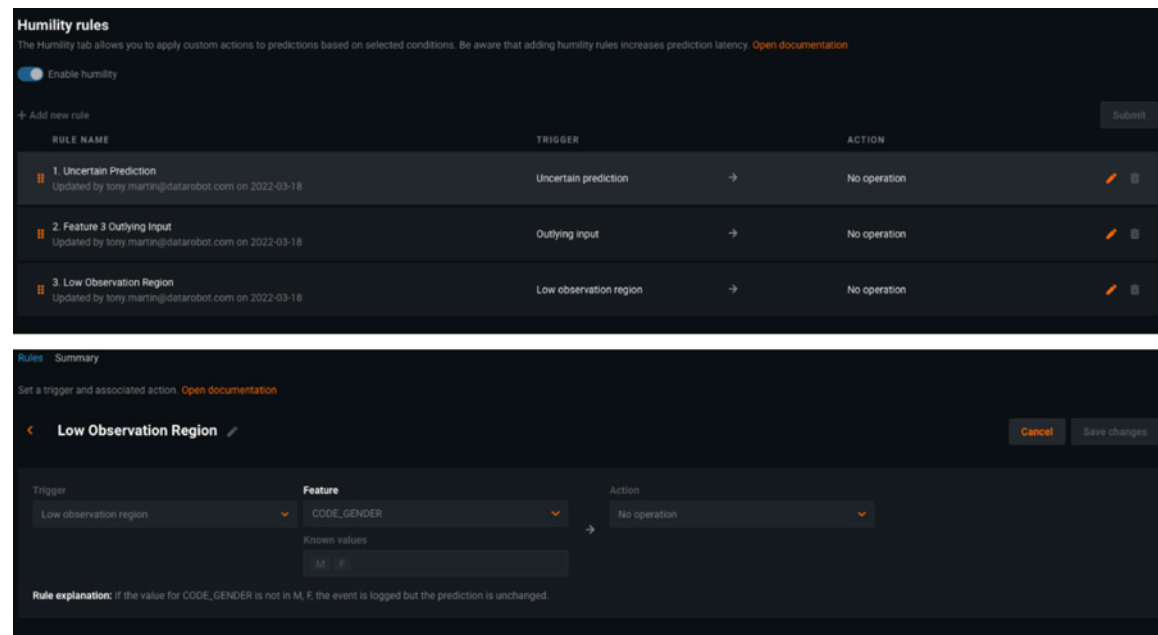 Humility rules
The Humility tab allows you to apply custom actions to predictions based on selected conditions. Be aware that adding humility rules increases prediction latency. Open documentation
Enable humility
+ Add new rule
Submit
RULE NAME TRIGGER ACTION
1. Uncertain Prediction
Updated by tony.martin@datarobot.com on 2022-03-18
Uncertain prediction → No operation
2. Feature 3 Outlying Input
Updated by tony.martin@datarobot.com on 2022-03-18
Outlying input → No operation
3. Low Observation Region
Updated by tony.martin@datarobot.com on 2022-03-18
Low observation region → No operation
Rules Summary
Set a trigger and associated action. Open documentation
Low Observation Region
Cancel Save changes
Trigger Feature Action
Low observation region CODE_GENDER → No operation
Known values
M F
Rule explanation: If the value for CODE_GENDER is not in M, F, the event is logged but the prediction is unchanged.